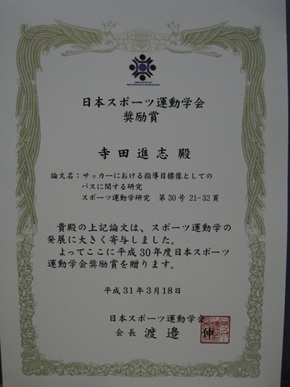 日本スポーツ運動学会
奨励賞
寺田進志 殿
論文名：サッカーにおける指導目標像としての
パスに関する研究
スポーツ運動学研究 第30号 21-32頁
貴殿の上記論文は、スポーツ運動学の
発展に大きく寄与しました。
よってここに平成30年度日本スポーツ
運動学会奨励賞を贈ります。
平成31年3月18日
日本スポーツ運動学会
会長 渡邉 伸